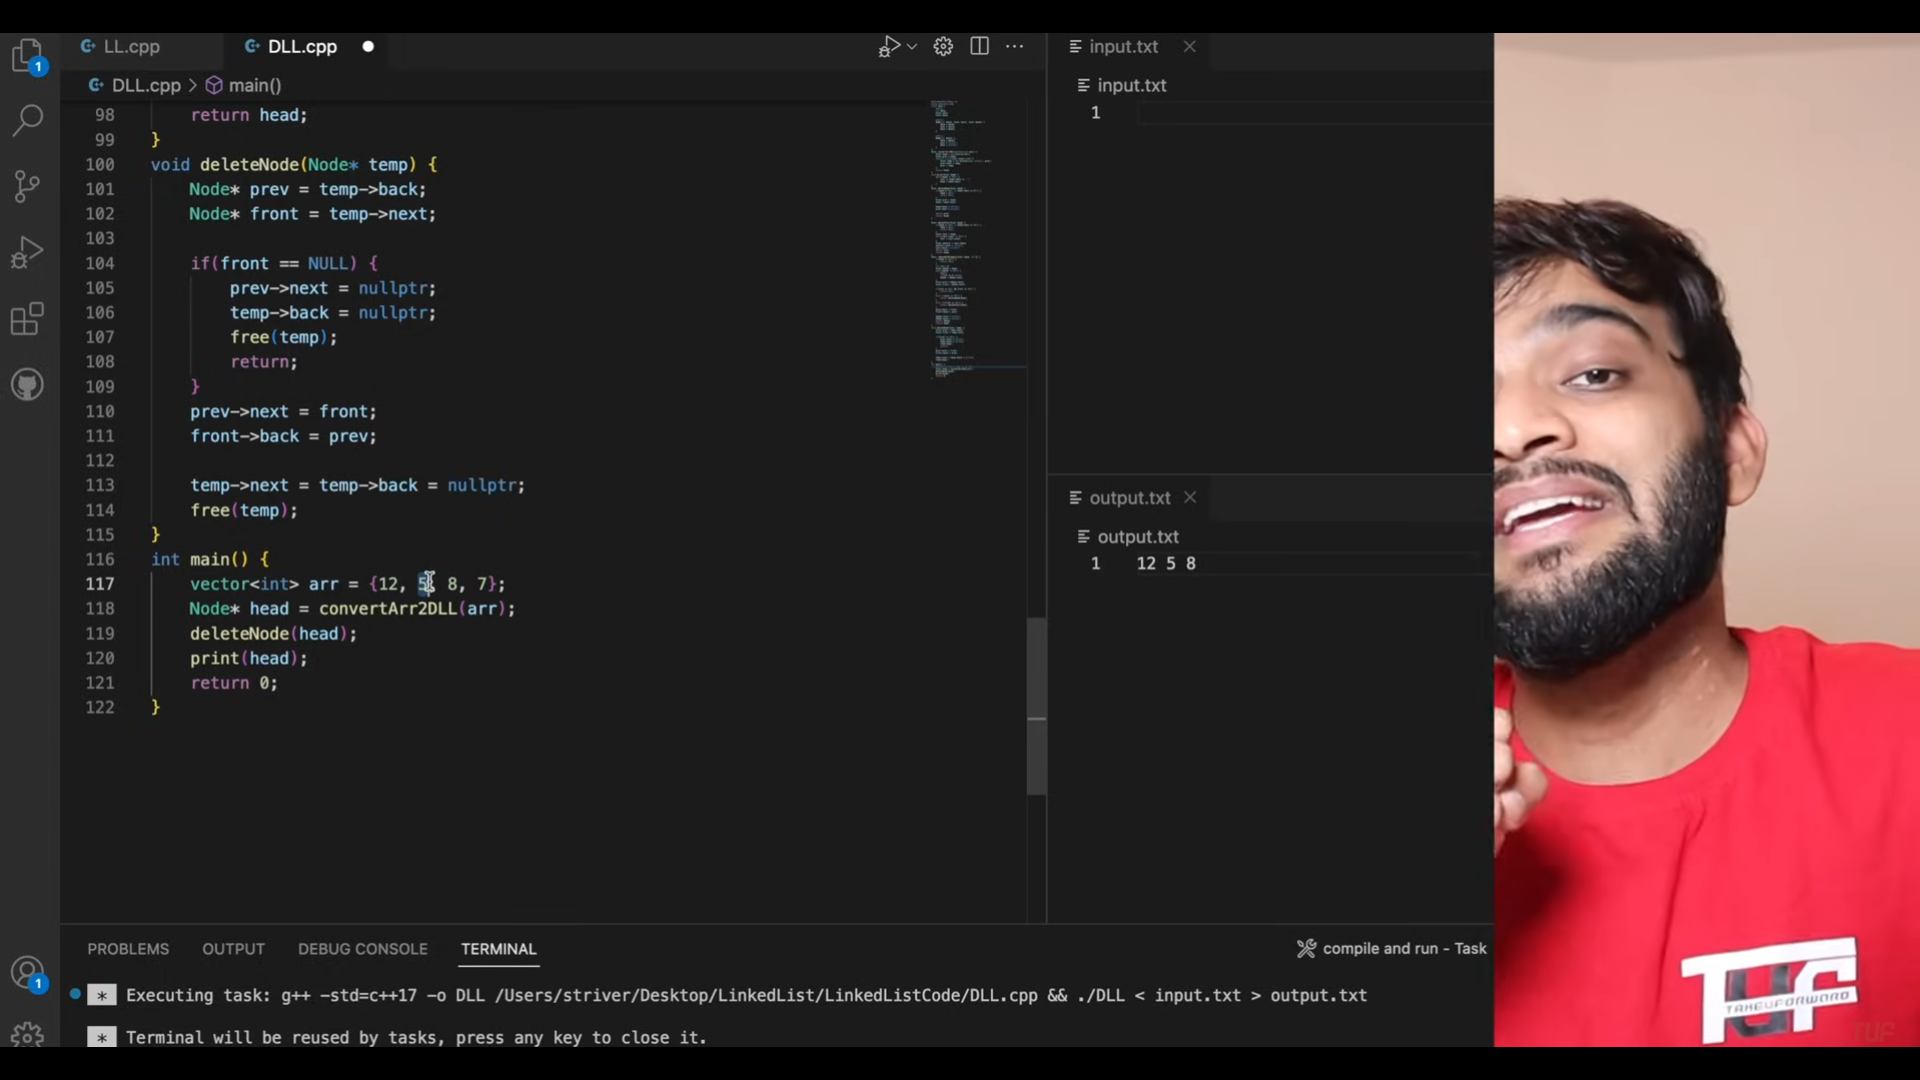 LL.cpp
DLL.cpp
DLL.cpp > main()
98 return head;
99 }
100 void deleteNode(Node* temp) {
101 Node* prev = temp->back;
102 Node* front = temp->next;
103
104 if(front == NULL) {
105 prev->next = nullptr;
106 temp->back = nullptr;
107 free(temp);
108 return;
109 }
110 prev->next = front;
111 front->back = prev;
112
113 temp->next = temp->back = nullptr;
114 free(temp);
115 }
116 int main() {
117 vector<int> arr = {12, 5, 8, 7};
118 Node* head = convertArr2DLL(arr);
119 deleteNode(head);
120 print(head);
121 return 0;
122 }
input.txt
input.txt
1
output.txt
output.txt
1 12 5 8
1
1
PROBLEMS OUTPUT DEBUG CONSOLE TERMINAL
compile and run - Task
* Executing task: g++ -std=c++17 -o DLL /Users/striver/Desktop/LinkedList/LinkedListCode/DLL.cpp && ./DLL < input.txt > output.txt
* Terminal will be reused by tasks, press any key to close it.
TUF
TAKEUFORWARD
TUF